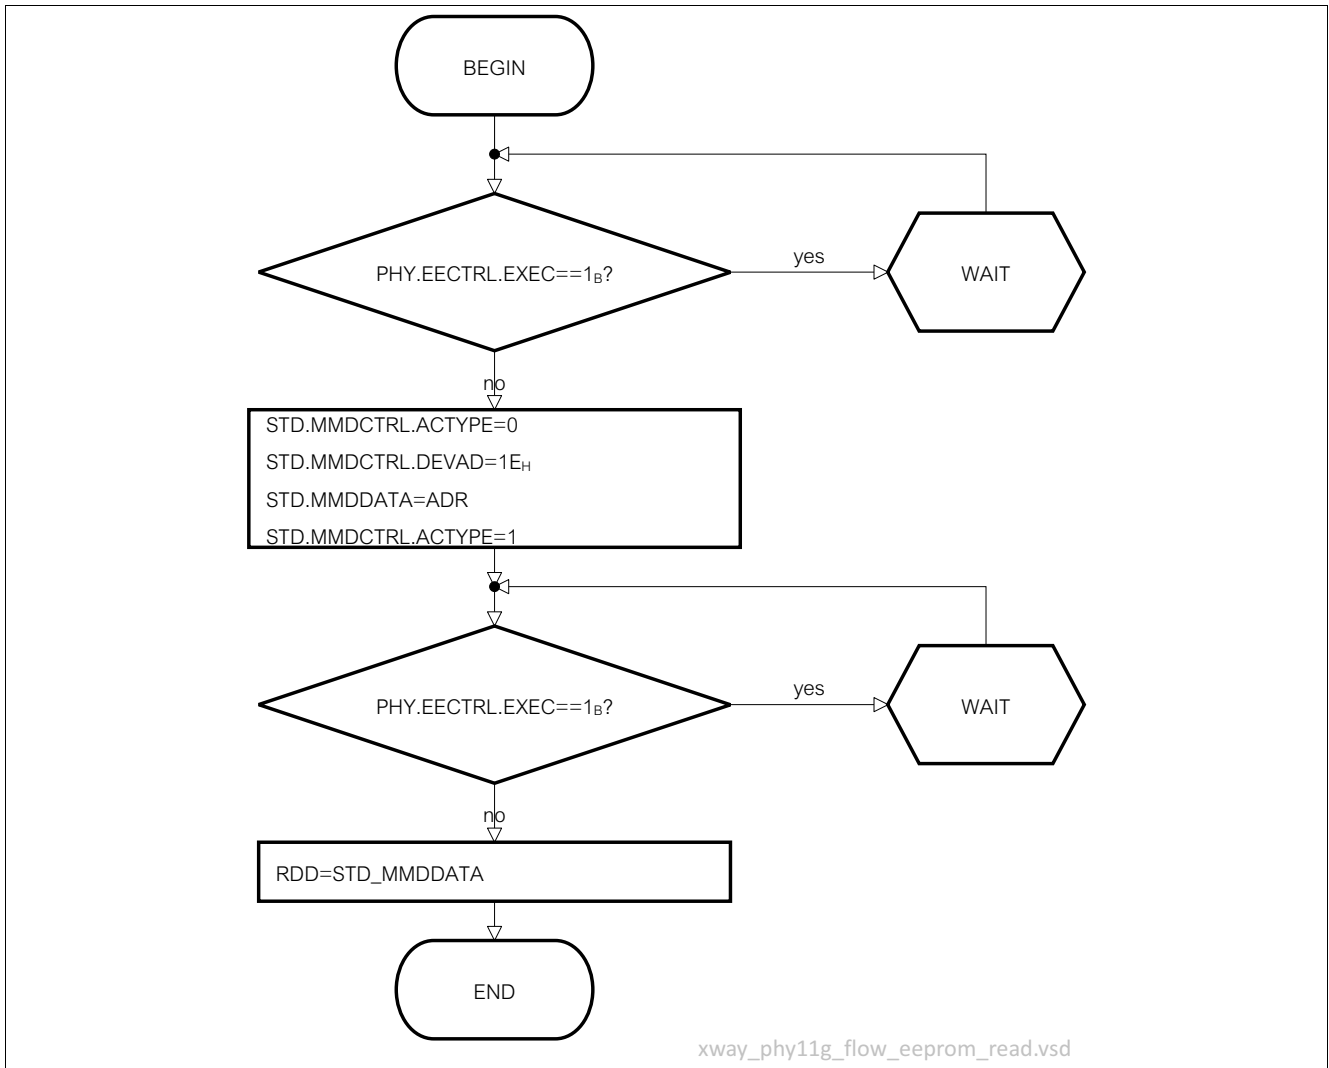 BEGIN
PHY.EECTRL.EXEC==1B?
yes
WAIT
no
STD.MMDCTRL.ACTYPE=0
STD.MMDCTRL.DEVAD=1EH
STD.MMDDATA=ADR
STD.MMDCTRL.ACTYPE=1
PHY.EECTRL.EXEC==1B?
yes
WAIT
no
RDD=STD_MMDDATA
END
xway_phy11g_flow_eeprom_read.vsd